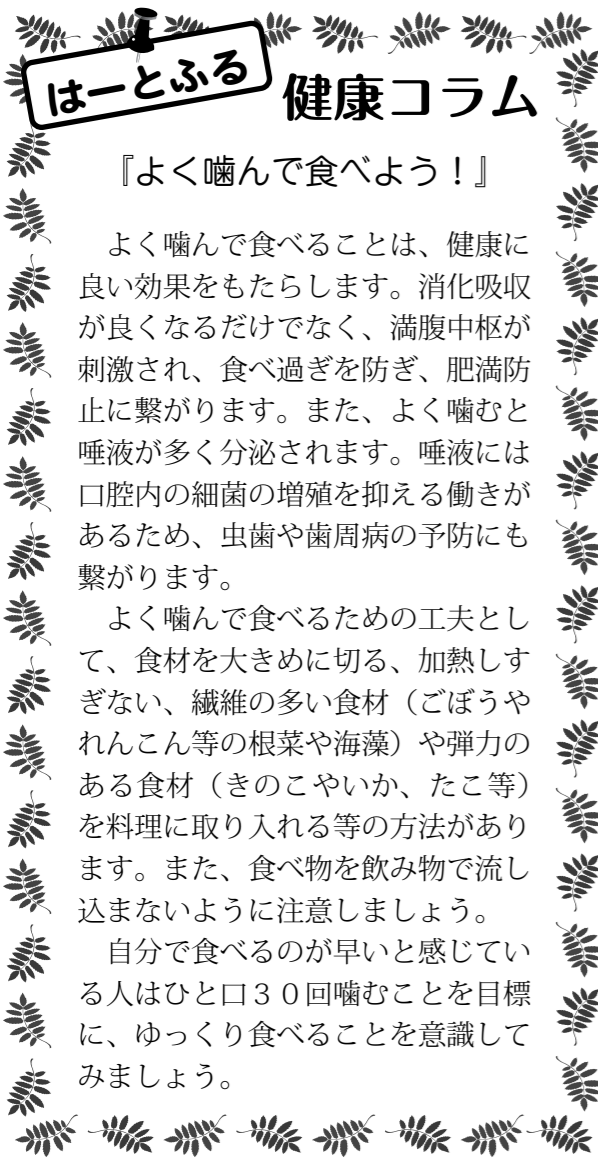 はーとふる
健康コラム
『よく噛んで食べよう！』
　よく噛んで食べることは、健康に
良い効果をもたらします。消化吸収
が良くなるだけでなく、満腹中枢が
刺激され、食べ過ぎを防ぎ、肥満防
止に繋がります。また、よく噛むと
唾液が多く分泌されます。唾液には
口腔内の細菌の増殖を抑える働きが
あるため、虫歯や歯周病の予防にも
繋がります。
　よく噛んで食べるための工夫とし
て、食材を大きめに切る、加熱しす
ぎない、繊維の多い食材（ごぼうや
れんこん等の根菜や海藻）や弾力の
ある食材（きのこやいか、たこ等）
を料理に取り入れる等の方法があり
ます。また、食べ物を飲み物で流し
込まないように注意しましょう。
　自分で食べるのが早いと感じてい
る人はひと口３０回噛むことを目標
に、ゆっくり食べることを意識して
みましょう。